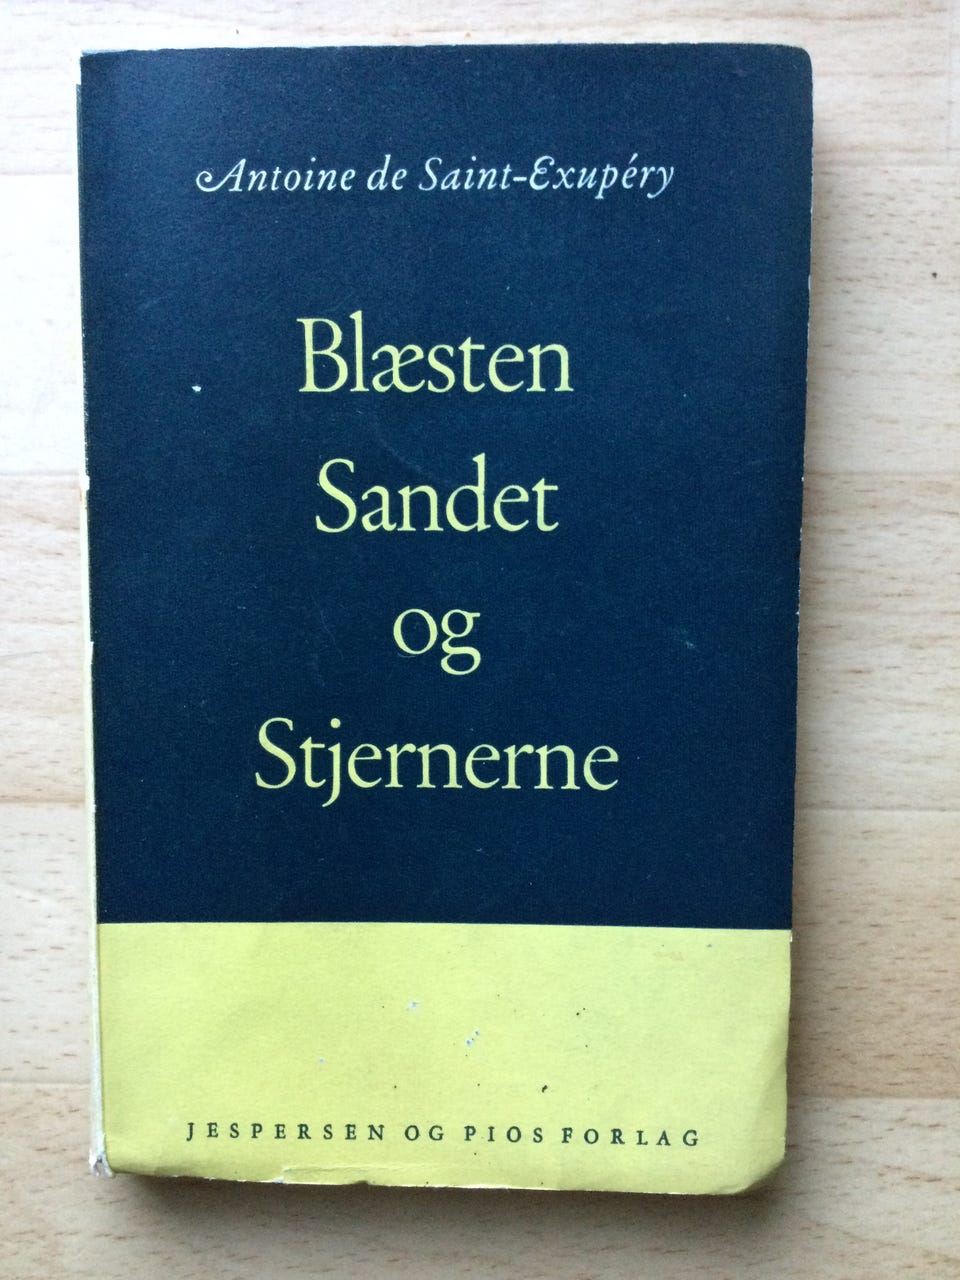 Antoine de Saint-Exupéry
Blæsten
Sandet
og
Stjernerne
JESPERSEN OG PIOS FORLAG